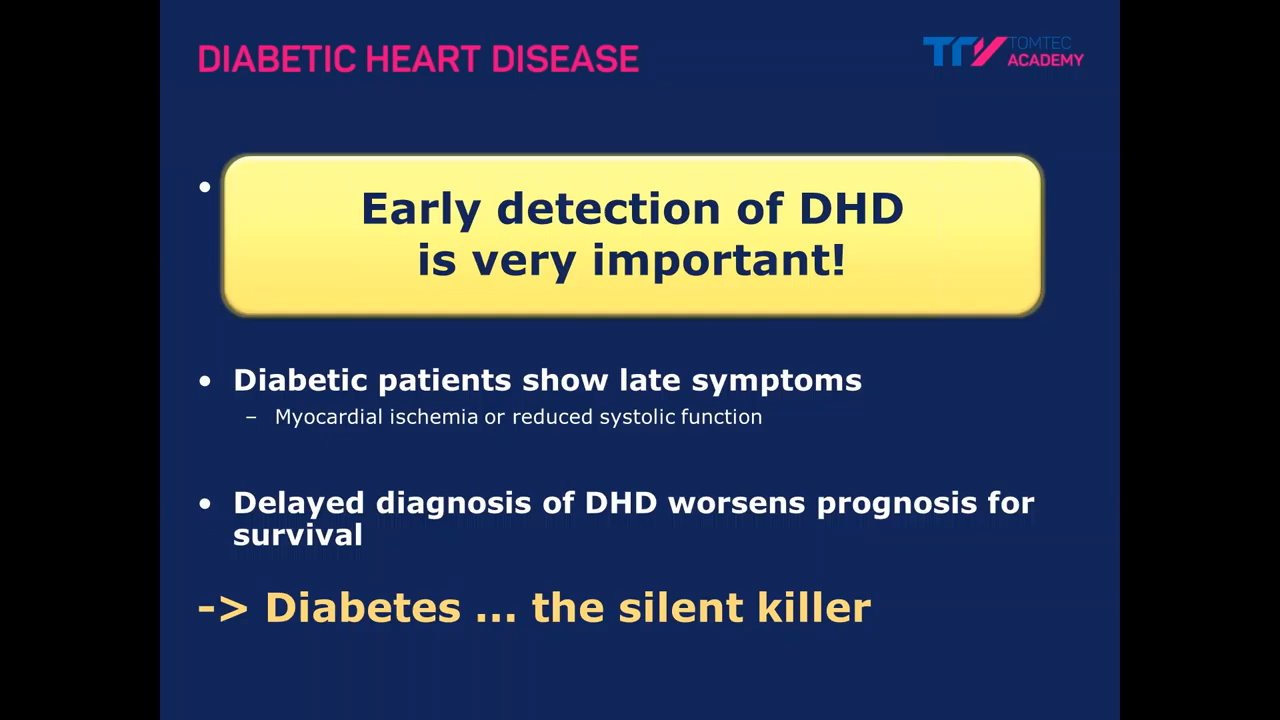 DIABETIC HEART DISEASE
TOMTEC
ACADEMY
•
Early detection of DHD
is very important!
• Diabetic patients show late symptoms
– Myocardial ischemia or reduced systolic function
• Delayed diagnosis of DHD worsens prognosis for
survival
-> Diabetes ... the silent killer